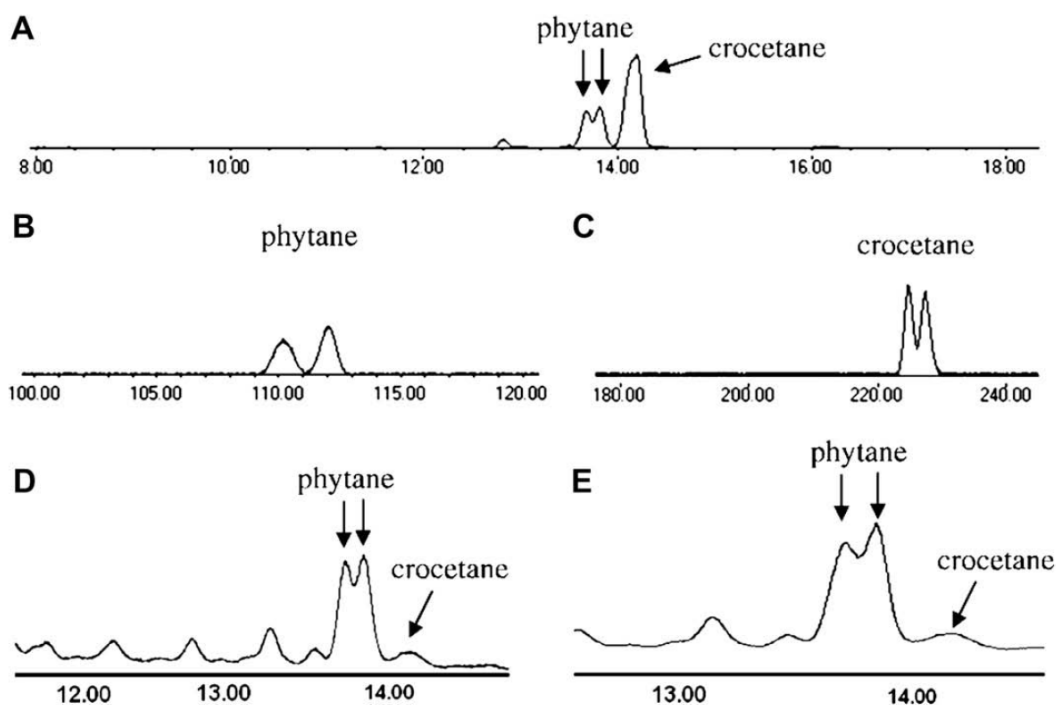 A
phytane
crocetane
8.00 10.00 12.00 14.00 16.00 18.00
B
phytane
100.00 105.00 110.00 115.00 120.00
C
crocetane
180.00 200.00 220.00 240.00
D
phytane
crocetane
12.00 13.00 14.00
E
phytane
crocetane
13.00 14.00